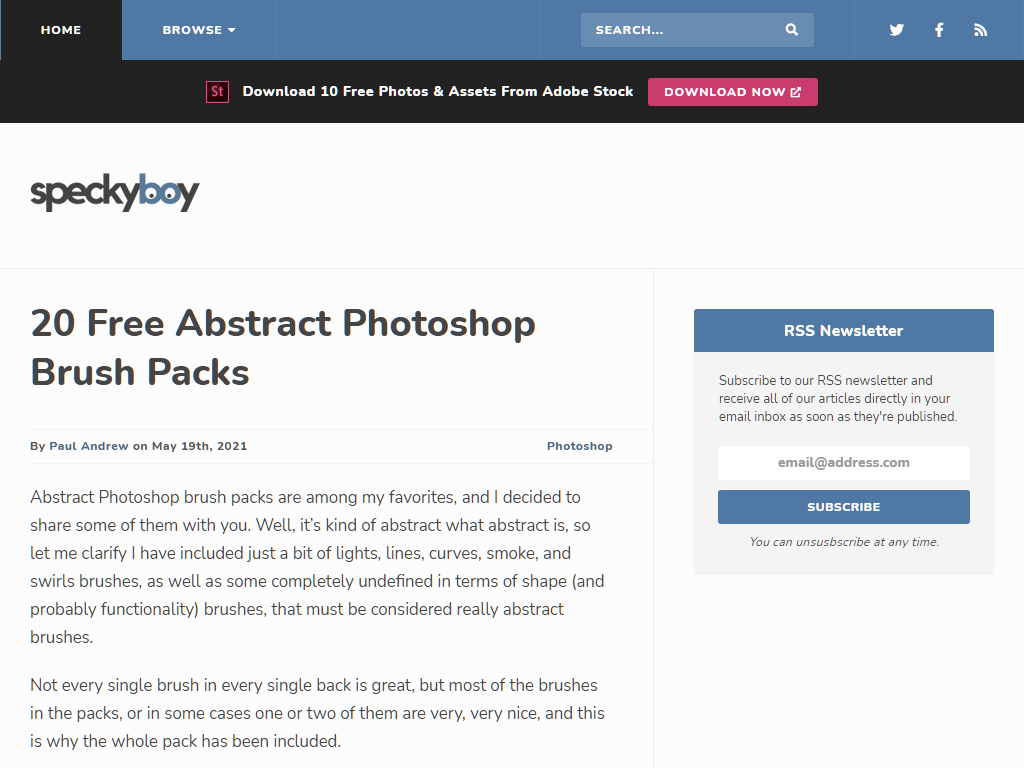 HOME
BROWSE
SEARCH...
St
Download 10 Free Photos & Assets From Adobe Stock
DOWNLOAD NOW
speckyboy
20 Free Abstract Photoshop
Brush Packs
By Paul Andrew on May 19th, 2021
Photoshop
Abstract Photoshop brush packs are among my favorites, and I decided to
share some of them with you. Well, it’s kind of abstract what abstract is, so
let me clarify I have included just a bit of lights, lines, curves, smoke, and
swirls brushes, as well as some completely undefined in terms of shape (and
probably functionality) brushes, that must be considered really abstract
brushes.
Not every single brush in every single back is great, but most of the brushes
in the packs, or in some cases one or two of them are very, very nice, and this
is why the whole pack has been included.
RSS Newsletter
Subscribe to our RSS newsletter and
receive all of our articles directly in your
email inbox as soon as they're published.
email@address.com
SUBSCRIBE
You can unsusbscribe at any time.